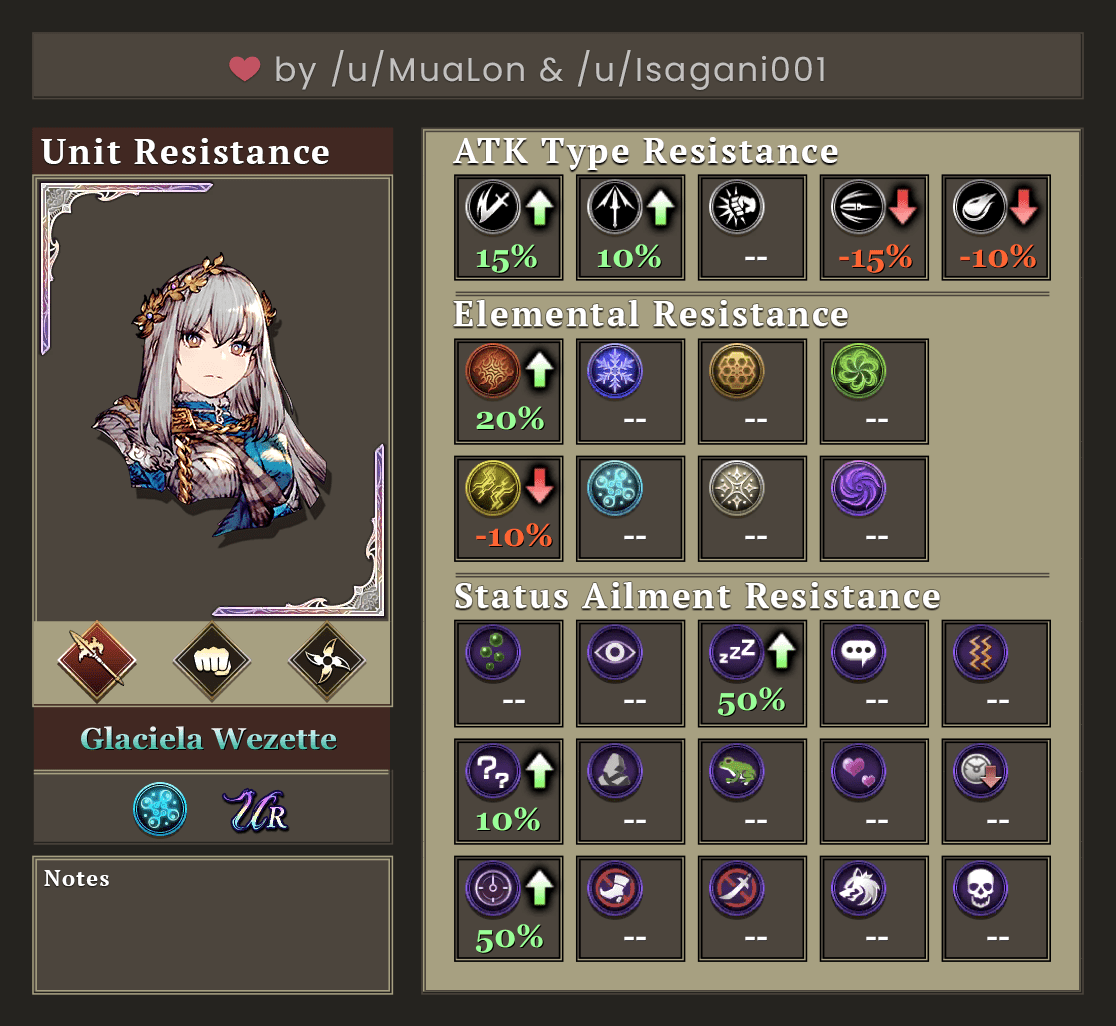 by /u/MuaLon & /u/Isagani001
Unit Resistance
Glaciela Wezette
UR
Notes
ATK Type Resistance
15% 10% -- -15% -10%
Elemental Resistance
20% -- -- --
-10% -- -- --
Status Ailment Resistance
zzZ
-- -- 50% -- --
??
10% -- -- -- --
50% -- -- -- --